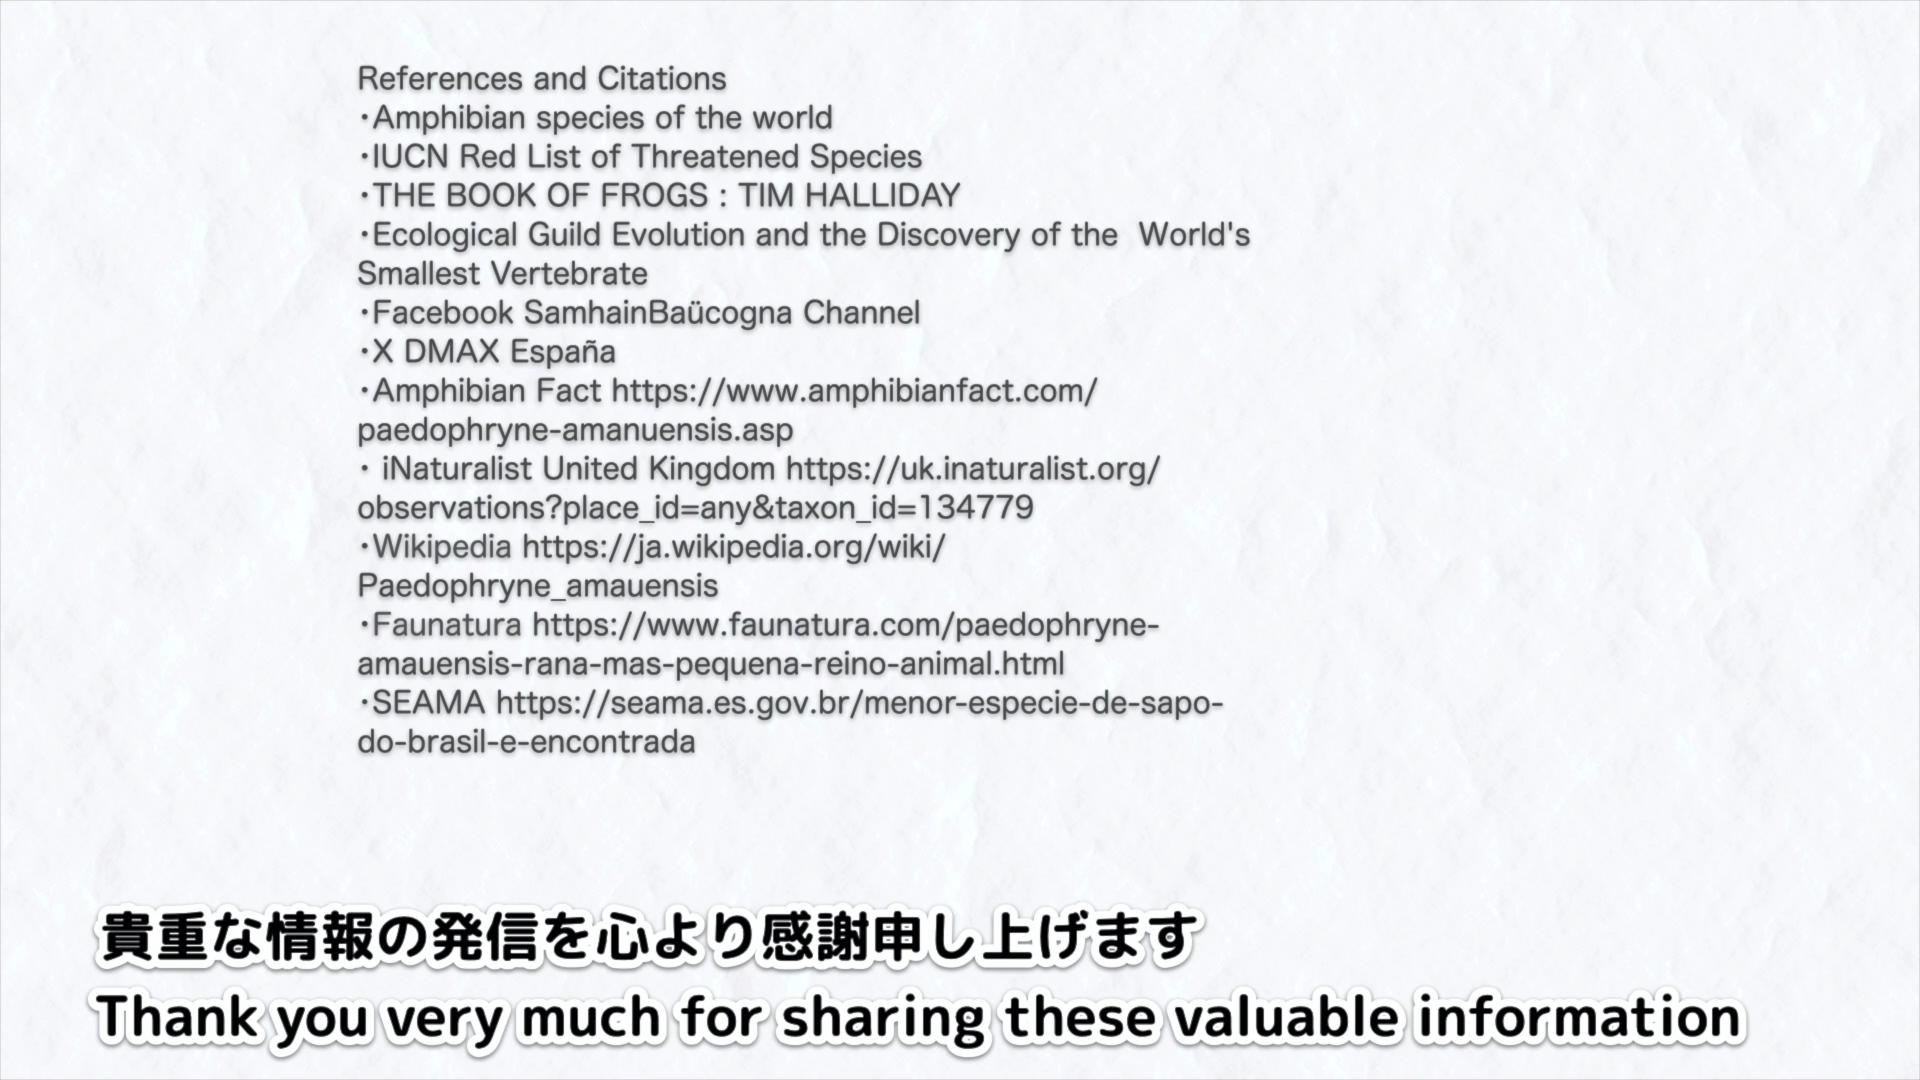 References and Citations
・Amphibian species of the world
・IUCN Red List of Threatened Species
・THE BOOK OF FROGS : TIM HALLIDAY
・Ecological Guild Evolution and the Discovery of the  World's
Smallest Vertebrate
・Facebook SamhainBaücogna Channel
・X DMAX España
・Amphibian Fact https://www.amphibianfact.com/
paedophryne-amanuensis.asp
・ iNaturalist United Kingdom https://uk.inaturalist.org/
observations?place_id=any&taxon_id=134779
・Wikipedia https://ja.wikipedia.org/wiki/
Paedophryne_amauensis
・Faunatura https://www.faunatura.com/paedophryne-
amauensis-rana-mas-pequena-reino-animal.html
・SEAMA https://seama.es.gov.br/menor-especie-de-sapo-
do-brasil-e-encontrada
貴重な情報の発信を心より感謝申し上げます
Thank you very much for sharing these valuable information